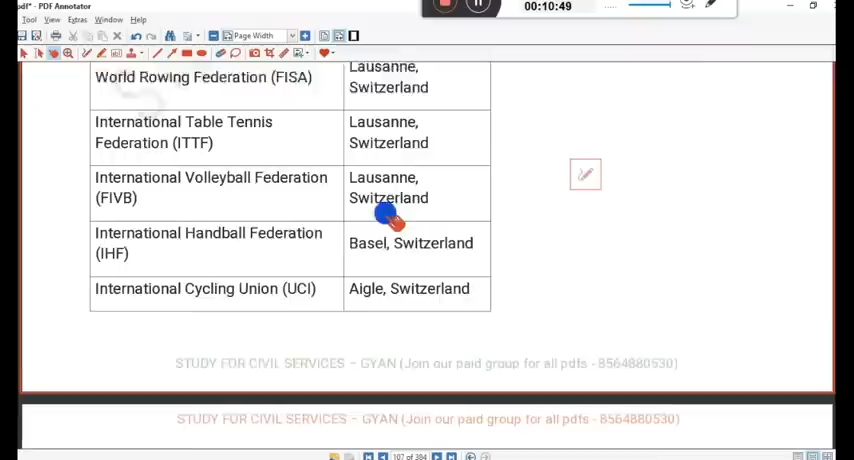 pdf* - PDF Annotator
Tool View Extras Window Help
00:10:49
Page Width
World Rowing Federation (FISA)
Lausanne,
Switzerland
International Table Tennis
Federation (ITTF)
Lausanne,
Switzerland
International Volleyball Federation
(FIVB)
Lausanne,
Switzerland
International Handball Federation
(IHF)
Basel, Switzerland
International Cycling Union (UCI)
Aigle, Switzerland
STUDY FOR CIVIL SERVICES – GYAN (Join our paid group for all pdfs - 8564880530)
STUDY FOR CIVIL SERVICES – GYAN (Join our paid group for all pdfs - 8564880530)
107 of 384